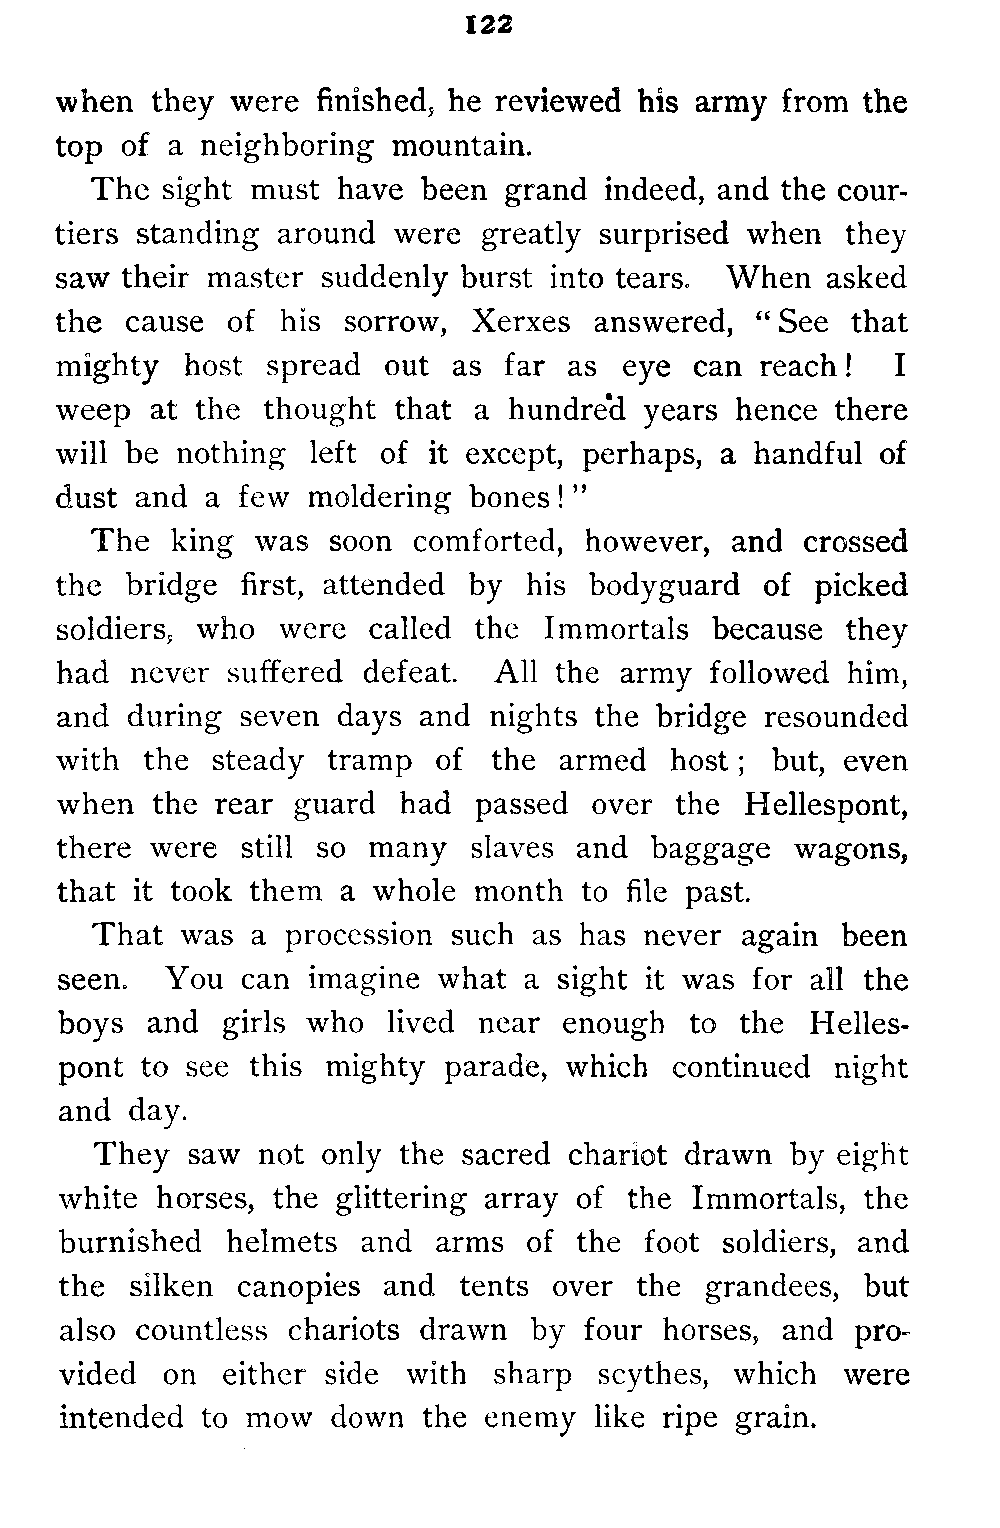 122
when they were finished, he reviewed his army from the
top of a neighboring mountain.
The sight must have been grand indeed, and the cour-
tiers standing around were greatly surprised when they
saw their master suddenly burst into tears. When asked
the cause of his sorrow, Xerxes answered, “See that
mighty host spread out as far as eye can reach! I
weep at the thought that a hundred years hence there
will be nothing left of it except, perhaps, a handful of
dust and a few moldering bones!”
The king was soon comforted, however, and crossed
the bridge first, attended by his bodyguard of picked
soldiers, who were called the Immortals because they
had never suffered defeat. All the army followed him,
and during seven days and nights the bridge resounded
with the steady tramp of the armed host; but, even
when the rear guard had passed over the Hellespont,
there were still so many slaves and baggage wagons,
that it took them a whole month to file past.
That was a procession such as has never again been
seen. You can imagine what a sight it was for all the
boys and girls who lived near enough to the Helles-
pont to see this mighty parade, which continued night
and day.
They saw not only the sacred chariot drawn by eight
white horses, the glittering array of the Immortals, the
burnished helmets and arms of the foot soldiers, and
the silken canopies and tents over the grandees, but
also countless chariots drawn by four horses, and pro-
vided on either side with sharp scythes, which were
intended to mow down the enemy like ripe grain.